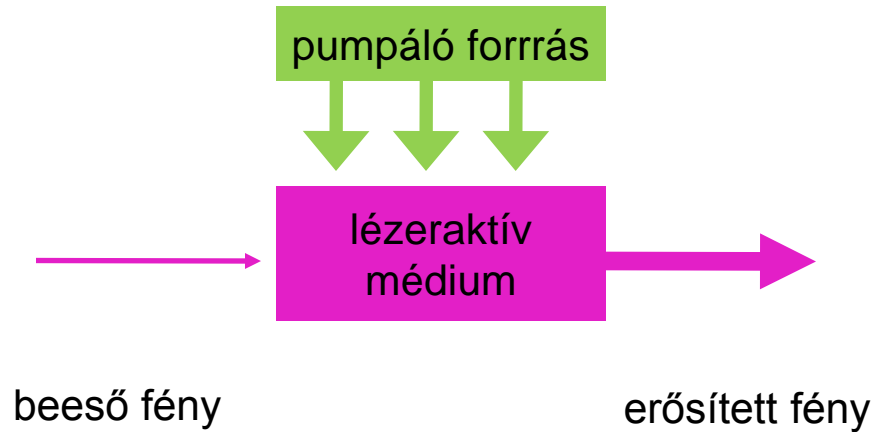 pumpáló forrrás
lézeraktív
médium
beeső fény
erősített fény